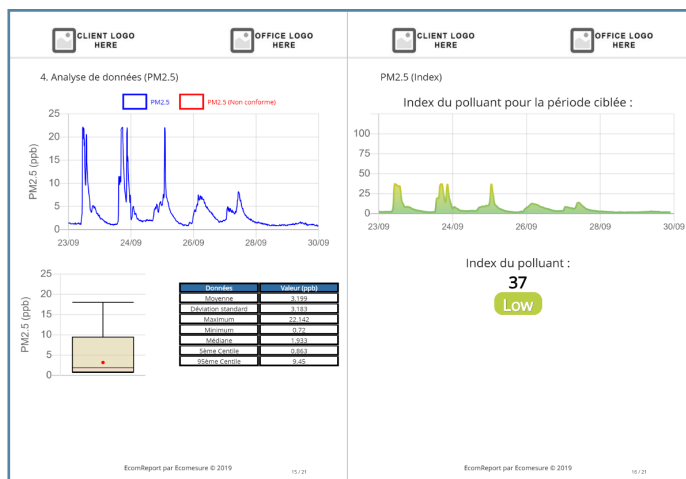 CLIENT LOGO
HERE
OFFICE LOGO
HERE
4. Analyse de données (PM2.5)
PM2.5
PM2.5 (Non conforme)
PM2.5 (ppb)
25
20
15
10
5
0
23/09
24/09
26/09
28/09
30/09
PM2.5 (ppb)
25
20
15
10
5
0
Données Valeur (ppb)
Moyenne 3,199
Déviation standard 3,183
Maximum 22,142
Minimum 0,72
Médiane 1,933
5ème Centile 0,863
95ème Centile 9,45
EcomReport par Ecomesure © 2019
15 / 21
CLIENT LOGO
HERE
OFFICE LOGO
HERE
PM2.5 (Index)
Index du polluant pour la période ciblée :
100
75
50
25
0
23/09
24/09
26/09
28/09
30/09
Index du polluant :
37
Low
EcomReport par Ecomesure © 2019
16 / 21